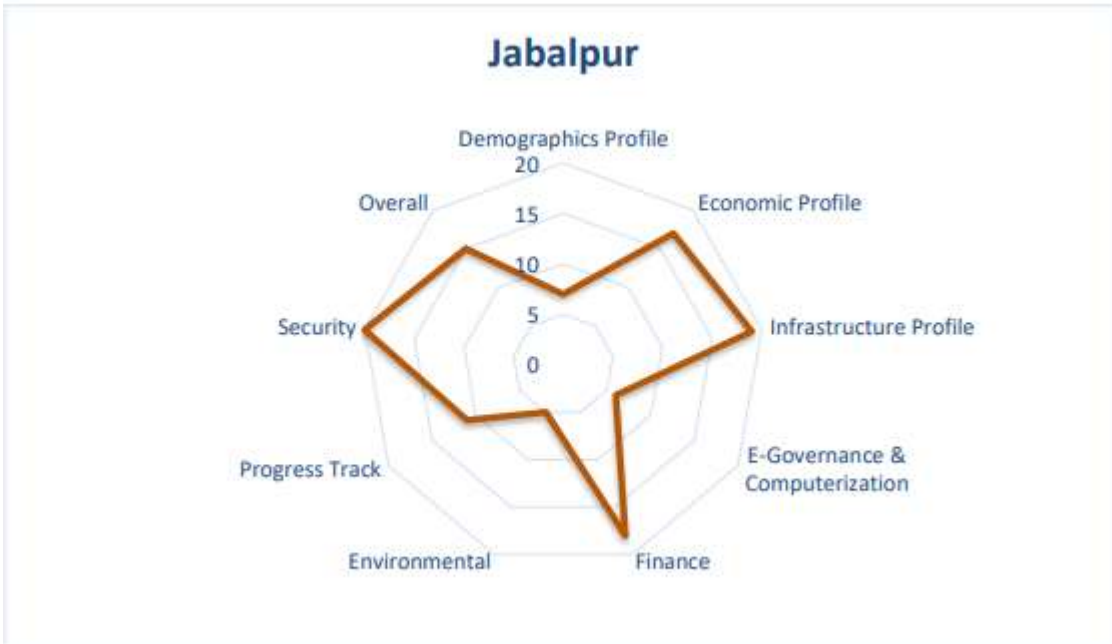 Jabalpur
Demographics Profile
20
Overall
Economic Profile
15
10
Security
Infrastructure Profile
5
0
Progress Track
E-Governance &
Computerization
Environmental
Finance